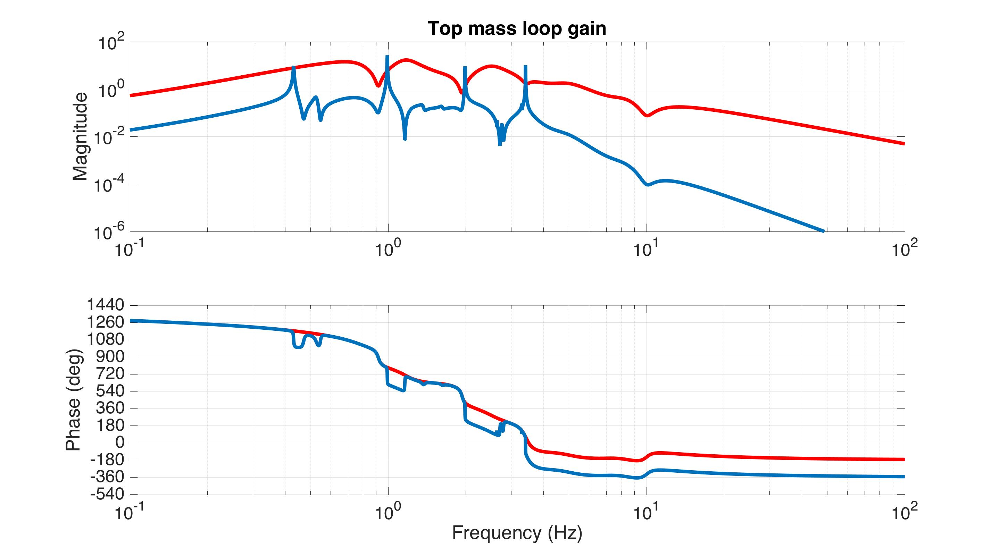 Top mass loop gain
10^2
10^0
10^-2
10^-4
10^-6
Magnitude
10^-1 10^0 10^1 10^2
1440
1260
1080
900
720
540
360
180
0
-180
-360
-540
Phase (deg)
10^-1 10^0 10^1 10^2
Frequency (Hz)